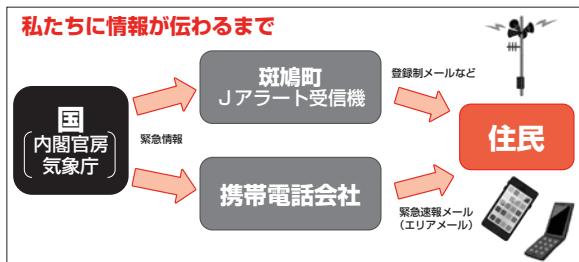 私たちに情報が伝わるまで
国
内閣官房
気象庁
緊急情報
斑鳩町
Jアラート受信機
携帯電話会社
登録制メールなど
緊急速報メール
(エリアメール)
住民